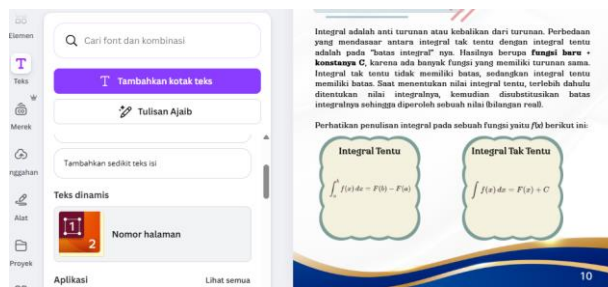 Elemen
Cari font dan kombinasi
T
Teks
T Tambahkan kotak teks
Tulisan Ajaib
Merek
nggahan
Tambahkan sedikit teks isi
Teks dinamis
Alat
1
2
Nomor halaman
Proyek
Aplikasi
Lihat semua
Integral adalah anti turunan atau kebalikan dari turunan. Perbedaan
yang mendasar antara integral tak tentu dengan integral tentu
adalah pada "batas integral" nya. Hasilnya berupa fungsi baru +
konstanya C, karena ada banyak fungsi yang memiliki turunan sama.
Integral tak tentu tidak memiliki batas, sedangkan integral tentu
memiliki batas. Saat menentukan nilai integral tentu, terlebih dahulu
ditentukan nilai integralnya, kemudian disubstitusikan batas
integralnya sehingga diperoleh sebuah nilai (bilangan real).
Perhatikan penulisan integral pada sebuah fungsi yaitu f(x) berikut ini:
Integral Tentu
∫ₐᵇ f(x) dx = F(b) − F(a)
Integral Tak Tentu
∫ f(x) dx = F(x) + C
10